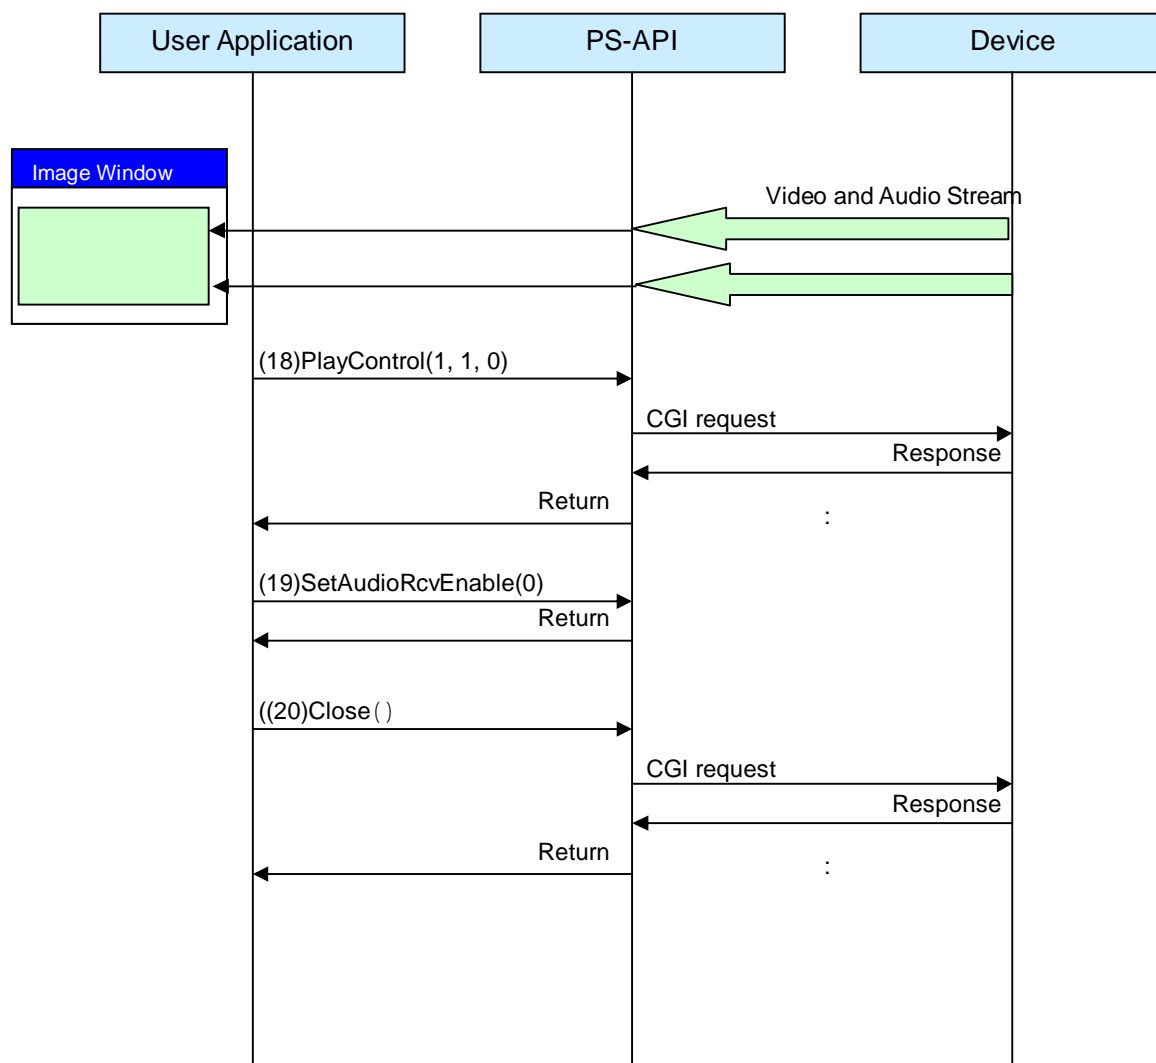 User Application
PS-API
Device
Image Window
Video and Audio Stream
(18)PlayControl(1, 1, 0)
CGI request
Response
Return
:
(19)SetAudioRcvEnable(0)
Return
((20)Close()
CGI request
Response
Return
: